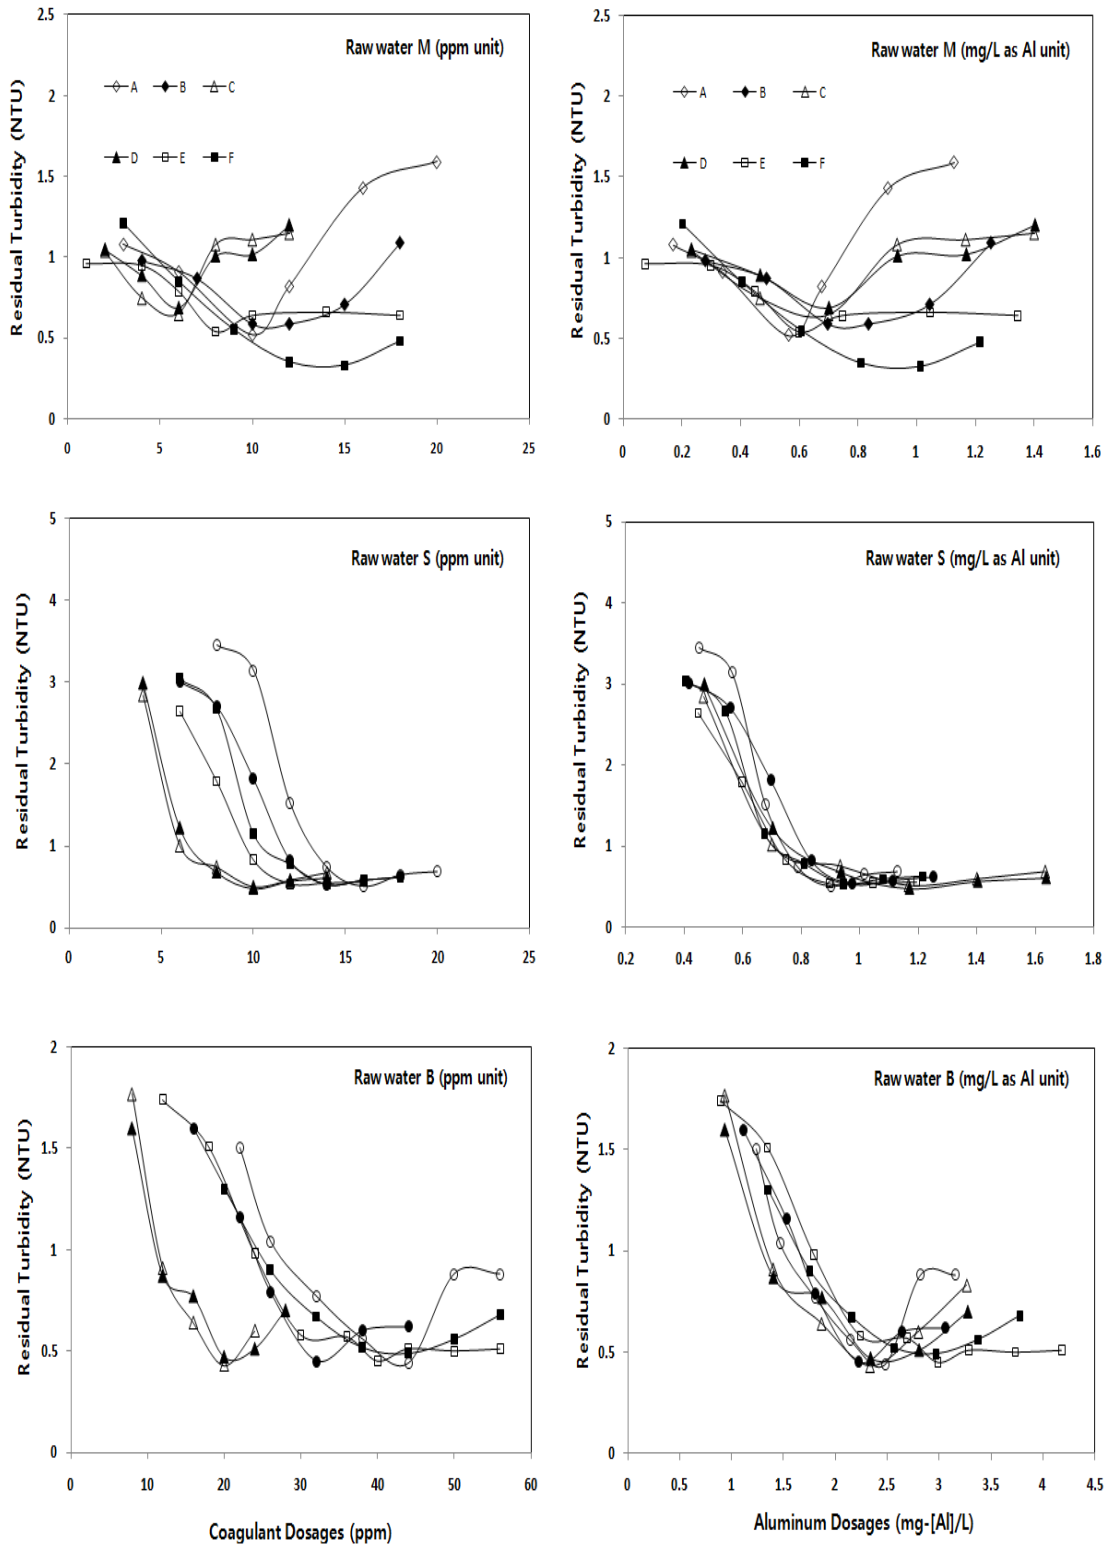 Raw water M (ppm unit)
Residual Turbidity (NTU)
2.5
2
1.5
1
0.5
0
A B C
D E F
0 5 10 15 20 25
Raw water M (mg/L as Al unit)
Residual Turbidity (NTU)
2.5
2
1.5
1
0.5
0
A B C
D E F
0 0.2 0.4 0.6 0.8 1 1.2 1.4 1.6
Raw water S (ppm unit)
Residual Turbidity (NTU)
5
4
3
2
1
0
0 5 10 15 20 25
Raw water S (mg/L as Al unit)
Residual Turbidity (NTU)
5
4
3
2
1
0
0.2 0.4 0.6 0.8 1 1.2 1.4 1.6 1.8
Raw water B (ppm unit)
Residual Turbidity (NTU)
2
1.5
1
0.5
0
0 10 20 30 40 50 60
Coagulant Dosages (ppm)
Raw water B (mg/L as Al unit)
Residual Turbidity (NTU)
2
1.5
1
0.5
0
0 0.5 1 1.5 2 2.5 3 3.5 4 4.5
Aluminum Dosages (mg-[Al]/L)